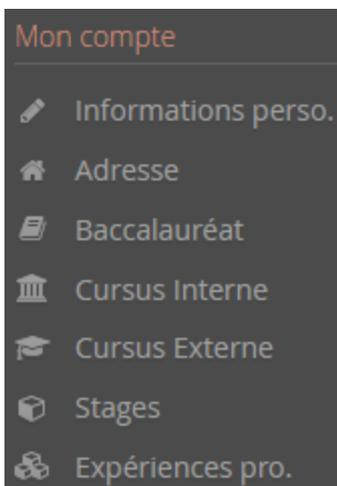 Mon compte
Informations perso.
Adresse
Baccalauréat
Cursus Interne
Cursus Externe
Stages
Expériences pro.